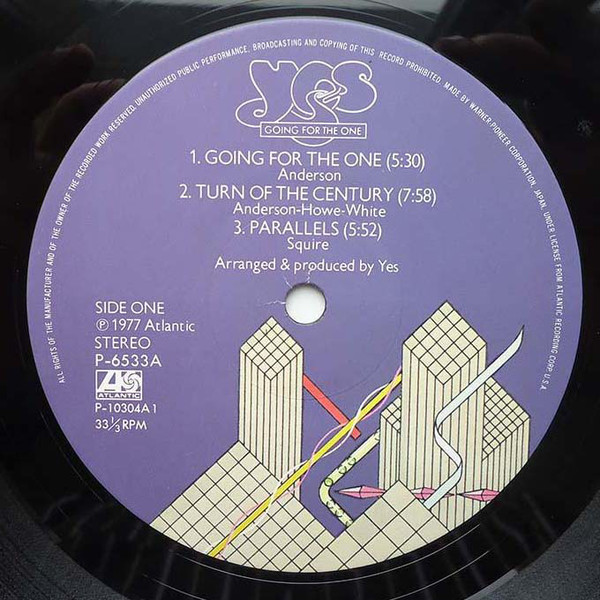 ALL RIGHTS OF THE MANUFACTURER AND OF THE OWNER OF THE RECORDED WORK RESERVED. UNAUTHORIZED PUBLIC PERFORMANCE, BROADCASTING AND COPYING OF THIS RECORD PROHIBITED. MADE BY WARNER-PIONEER CORPORATION, JAPAN, UNDER LICENSE FROM ATLANTIC RECORDING CORP. U.S.A.
yes
GOING FOR THE ONE
1. GOING FOR THE ONE (5:30)
Anderson
2. TURN OF THE CENTURY (7:58)
Anderson-Howe-White
3. PARALLELS (5:52)
Squire
Arranged & produced by Yes
SIDE ONE
℗ 1977 Atlantic
STEREO
P-6533A
ATLANTIC
P-10304A1
33⅓ RPM